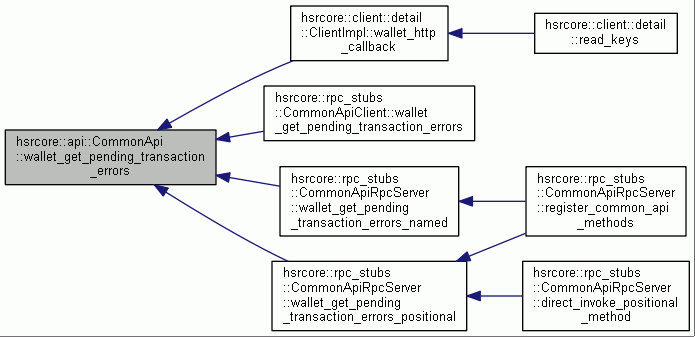 hsrcore::client::detail
::ClientImpl::wallet_http
_callback
hsrcore::client::detail
::read_keys
hsrcore::rpc_stubs
::CommonApiClient::wallet
_get_pending_transaction_errors
hsrcore::api::CommonApi
::wallet_get_pending_transaction
_errors
hsrcore::rpc_stubs
::CommonApiRpcServer
::wallet_get_pending
_transaction_errors_named
hsrcore::rpc_stubs
::CommonApiRpcServer
::register_common_api
_methods
hsrcore::rpc_stubs
::CommonApiRpcServer
::wallet_get_pending
_transaction_errors_positional
hsrcore::rpc_stubs
::CommonApiRpcServer
::direct_invoke_positional
_method